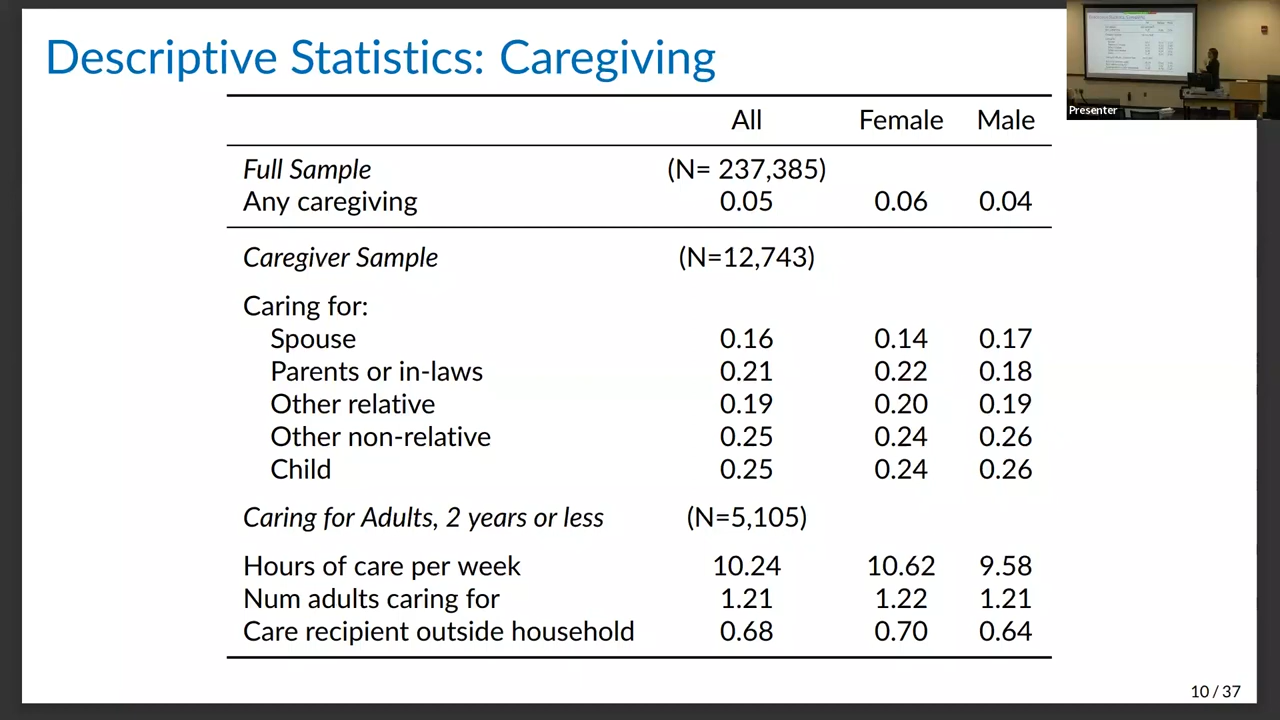 Descriptive Statistics: Caregiving
Presenter
All Female Male
Full Sample (N= 237,385)
Any caregiving 0.05 0.06 0.04
Caregiver Sample (N=12,743)
Caring for:
Spouse 0.16 0.14 0.17
Parents or in-laws 0.21 0.22 0.18
Other relative 0.19 0.20 0.19
Other non-relative 0.25 0.24 0.26
Child 0.25 0.24 0.26
Caring for Adults, 2 years or less (N=5,105)
Hours of care per week 10.24 10.62 9.58
Num adults caring for 1.21 1.22 1.21
Care recipient outside household 0.68 0.70 0.64
10 / 37